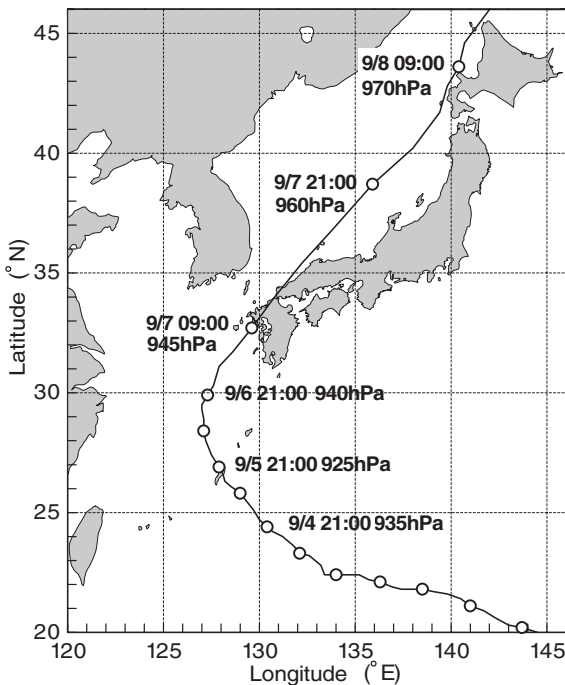 45
9/8 09:00
970hPa
40
9/7 21:00
960hPa
Latitude (°N)
35
9/7 09:00
945hPa
30
9/6 21:00 940hPa
9/5 21:00 925hPa
25
9/4 21:00 935hPa
20
120 125 130 135 140 145
Longitude (°E)